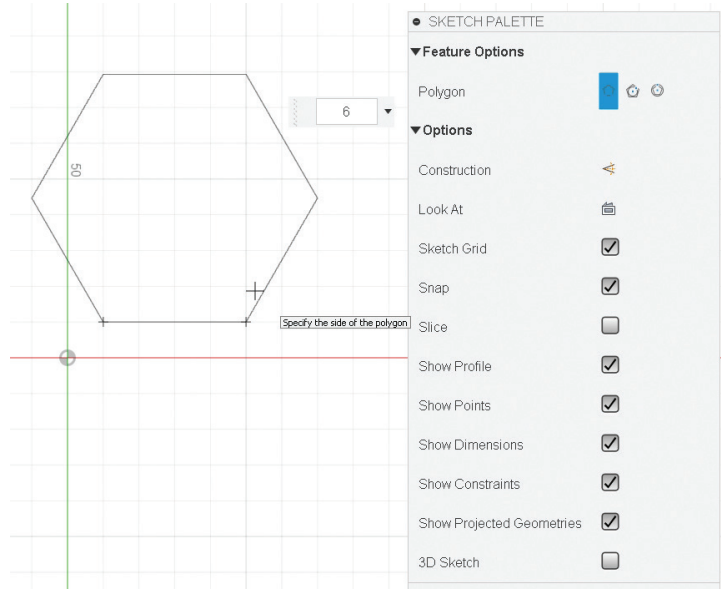 SKETCH PALETTE
Feature Options
Polygon
6
Options
50
Construction
Look At
Sketch Grid
Snap
Specify the side of the polygon
Slice
Show Profile
Show Points
Show Dimensions
Show Constraints
Show Projected Geometries
3D Sketch